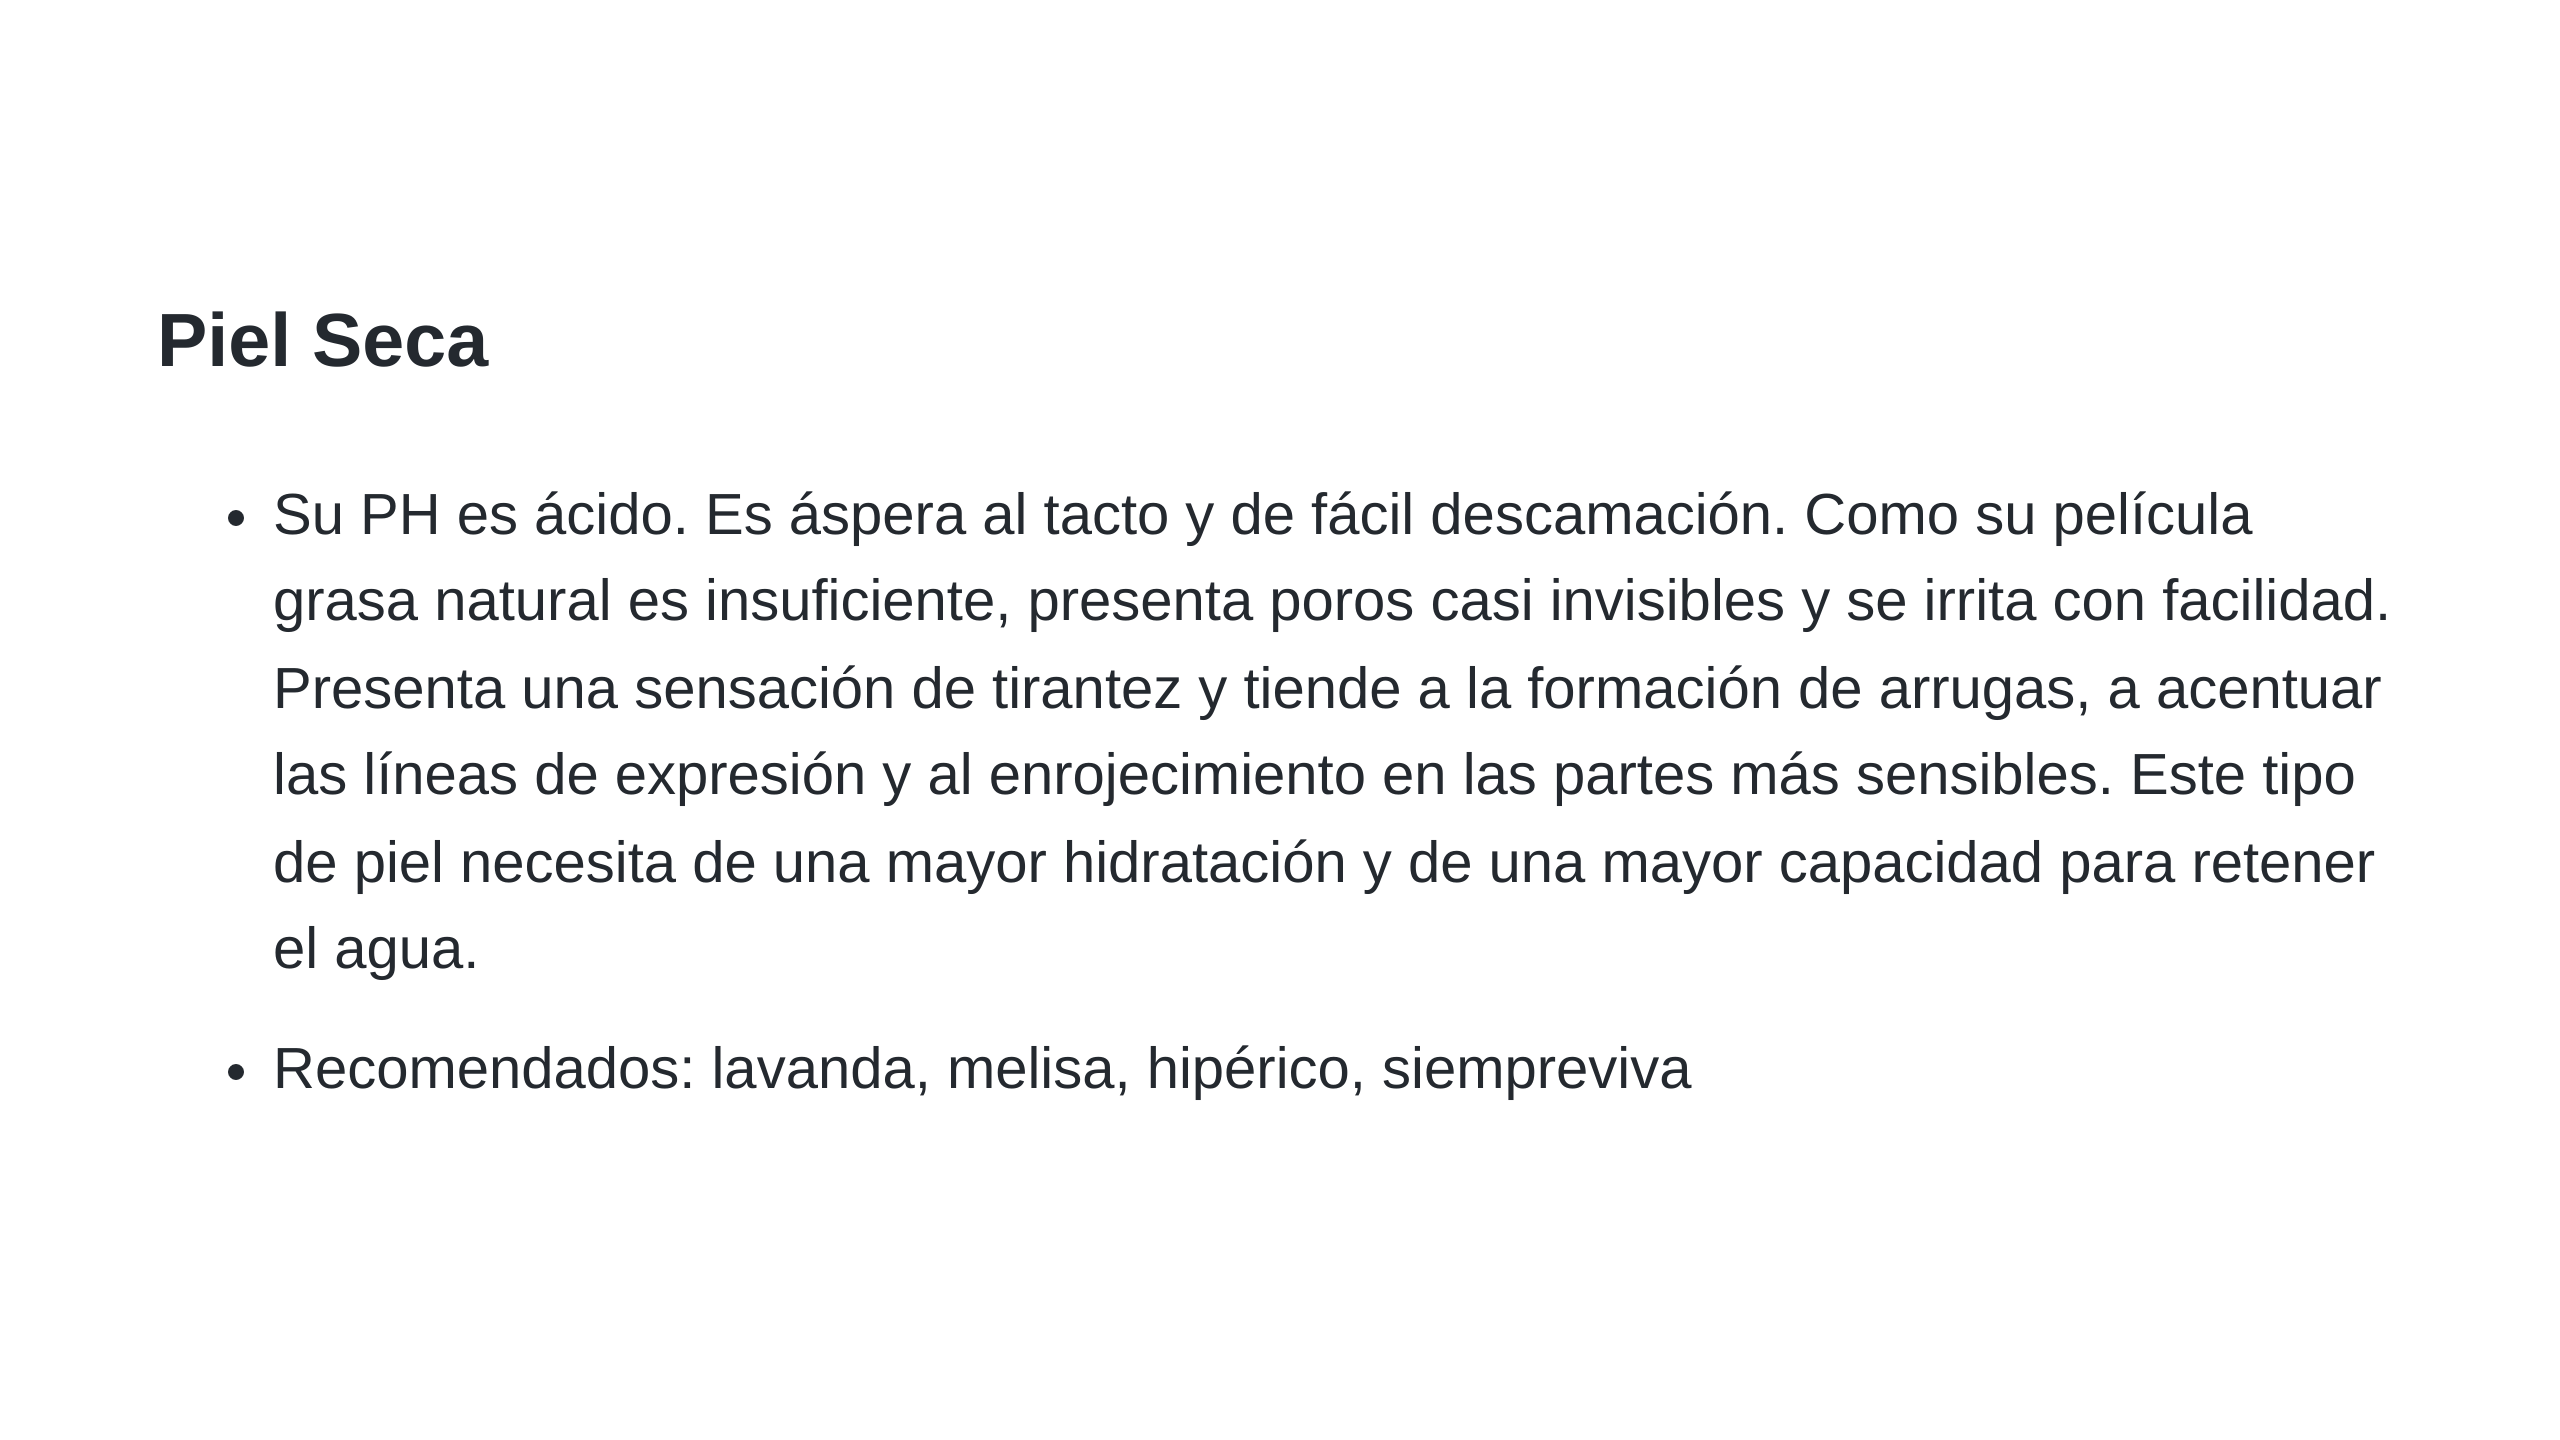 Piel Seca
• Su PH es ácido. Es áspera al tacto y de fácil descamación. Como su película
grasa natural es insuficiente, presenta poros casi invisibles y se irrita con facilidad.
Presenta una sensación de tirantez y tiende a la formación de arrugas, a acentuar
las líneas de expresión y al enrojecimiento en las partes más sensibles. Este tipo
de piel necesita de una mayor hidratación y de una mayor capacidad para retener
el agua.
• Recomendados: lavanda, melisa, hipérico, siempreviva